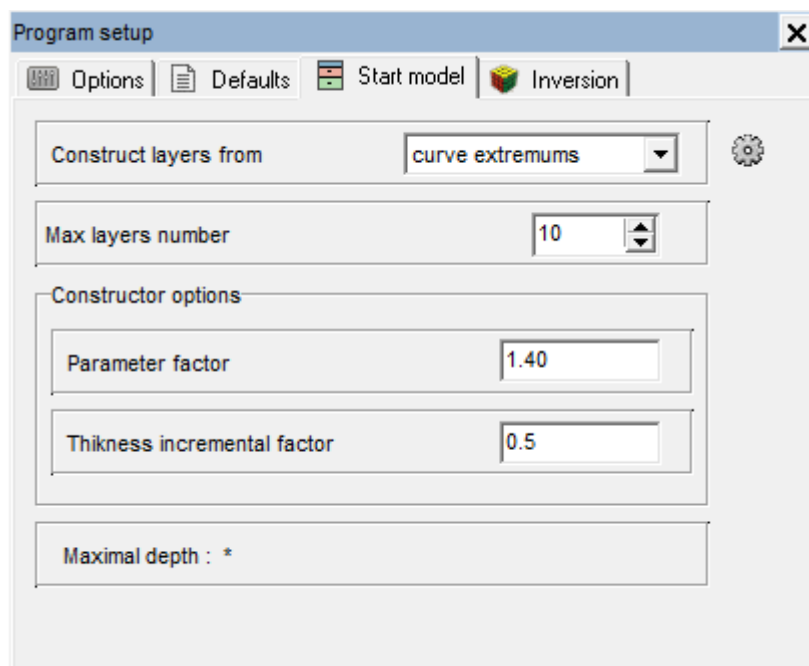 Program setup
Options Defaults Start model Inversion
Construct layers from curve extremums
Max layers number 10
Constructor options
Parameter factor 1.40
Thikness incremental factor 0.5
Maximal depth : *